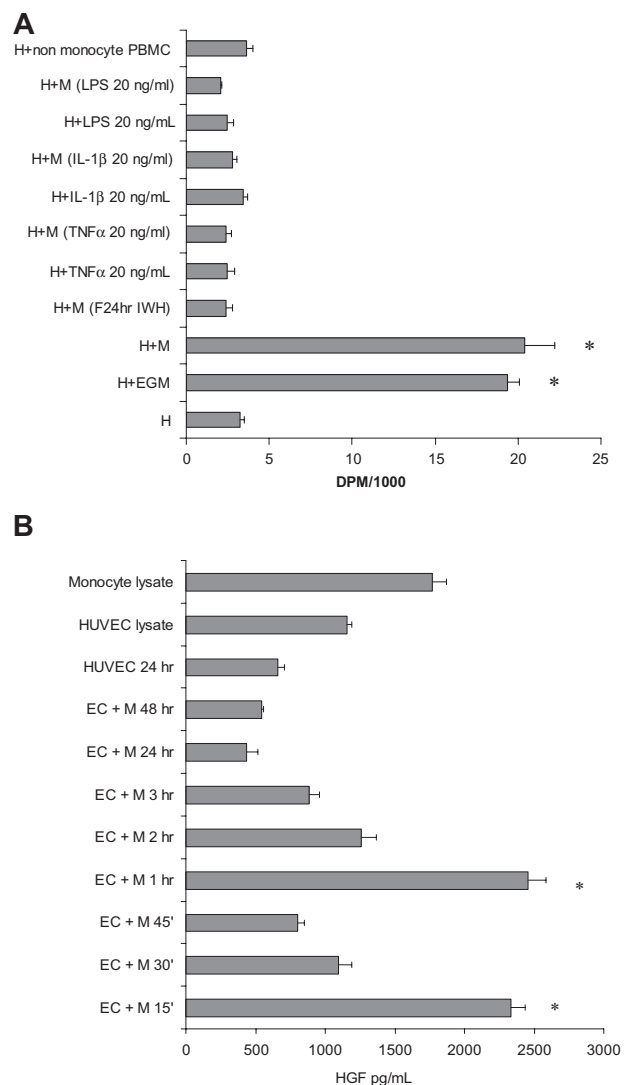 A
H+non monocyte PBMC
H+M (LPS 20 ng/ml)
H+LPS 20 ng/mL
H+M (IL-1β 20 ng/ml)
H+IL-1β 20 ng/mL
H+M (TNFα 20 ng/ml)
H+TNFα 20 ng/mL
H+M (F24hr IWH)
H+M *
H+EGM *
H
0 5 10 15 20 25
DPM/1000
B
Monocyte lysate
HUVEC lysate
HUVEC 24 hr
EC + M 48 hr
EC + M 24 hr
EC + M 3 hr
EC + M 2 hr
EC + M 1 hr *
EC + M 45'
EC + M 30'
EC + M 15' *
0 500 1000 1500 2000 2500 3000
HGF pg/mL